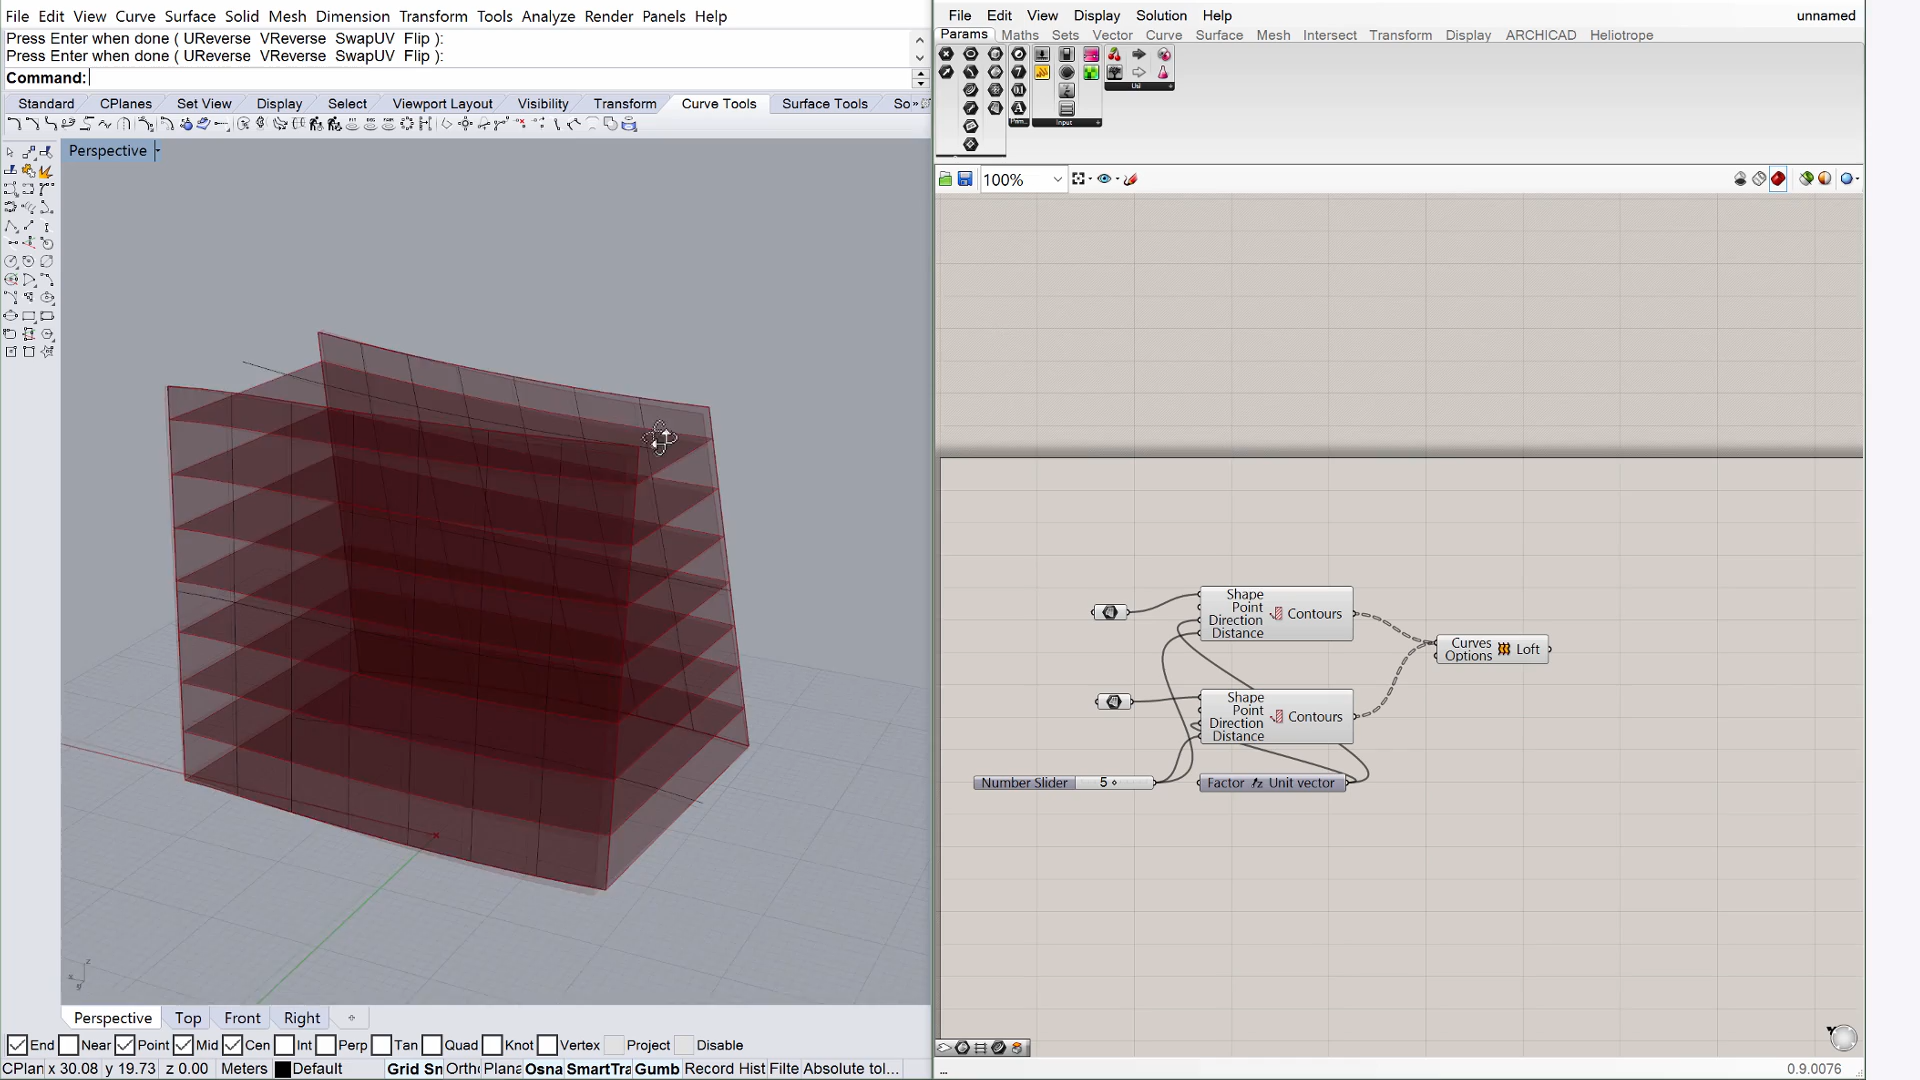 File Edit View Curve Surface Solid Mesh Dimension Transform Tools Analyze Render Panels Help
Press Enter when done ( UReverse VReverse SwapUV Flip ):
Press Enter when done ( UReverse VReverse SwapUV Flip ):
Command:
Standard CPlanes Set View Display Select Viewport Layout Visibility Transform Curve Tools Surface Tools So»
Perspective
x
z
x
y
Perspective Top Front Right
End Near Point Mid Cen Int Perp Tan Quad Knot Vertex Project Disable
CPlan x 30.08 y 19.73 z 0.00 Meters Default Grid Sn Ortho Plana Osna SmartTra Gumb Record Hist Filte Absolute tol...
File Edit View Display Solution Help
unnamed
Params Maths Sets Vector Curve Surface Mesh Intersect Transform Display ARCHICAD Heliotrope
Prim...
Input
Util
100%
Shape
Point
Direction
Distance
Contours
Shape
Point
Direction
Distance
Contours
Curves
Options
Loft
Number Slider 5
Factor Unit vector
...
0.9.0076